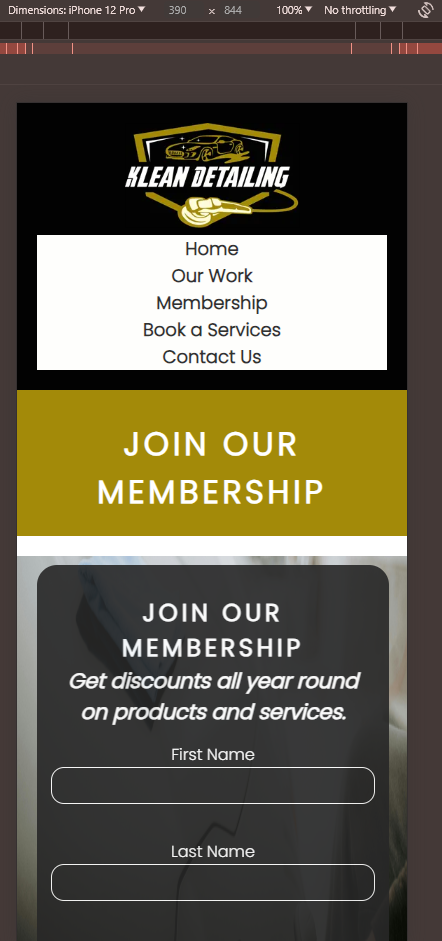 Dimensions: iPhone 12 Pro 390 x 844 100% No throttling
KLEAN DETAILING
Home
Our Work
Membership
Book a Services
Contact Us
JOIN OUR
MEMBERSHIP
JOIN OUR
MEMBERSHIP
Get discounts all year round
on products and services.
First Name
Last Name